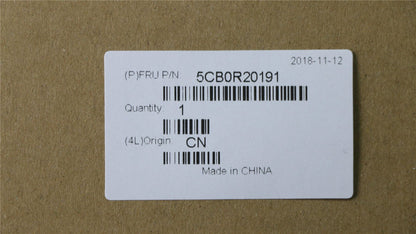 2018-11-12
(P)FRU P/N 5CB0R20191
Quantity 1
(4L)Origin CN
Made in CHINA